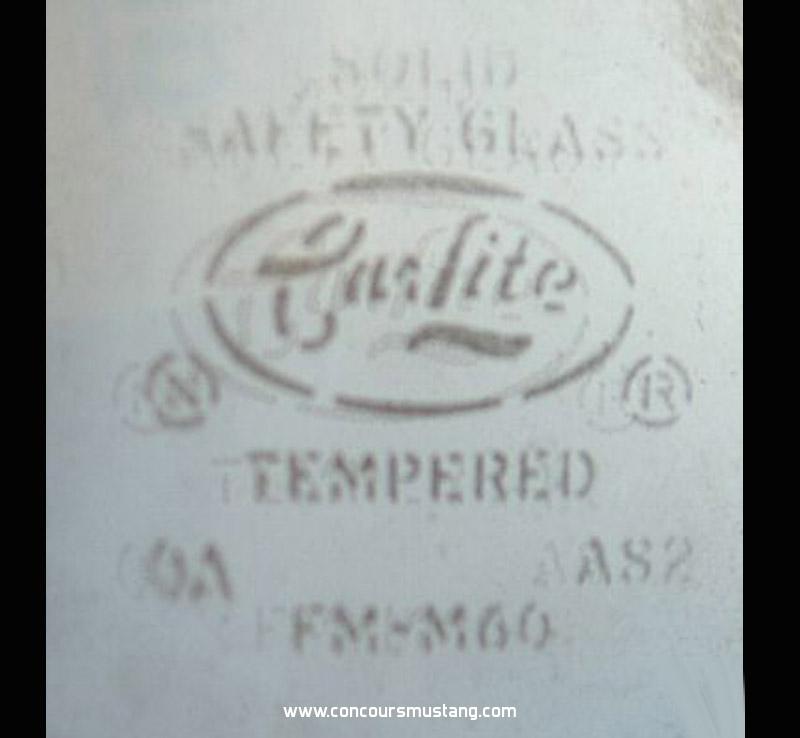 SOLID
SAFETY GLASS
Carlite
N R
TEMPERED
0A AS2
FM-M60
www.concoursmustang.com